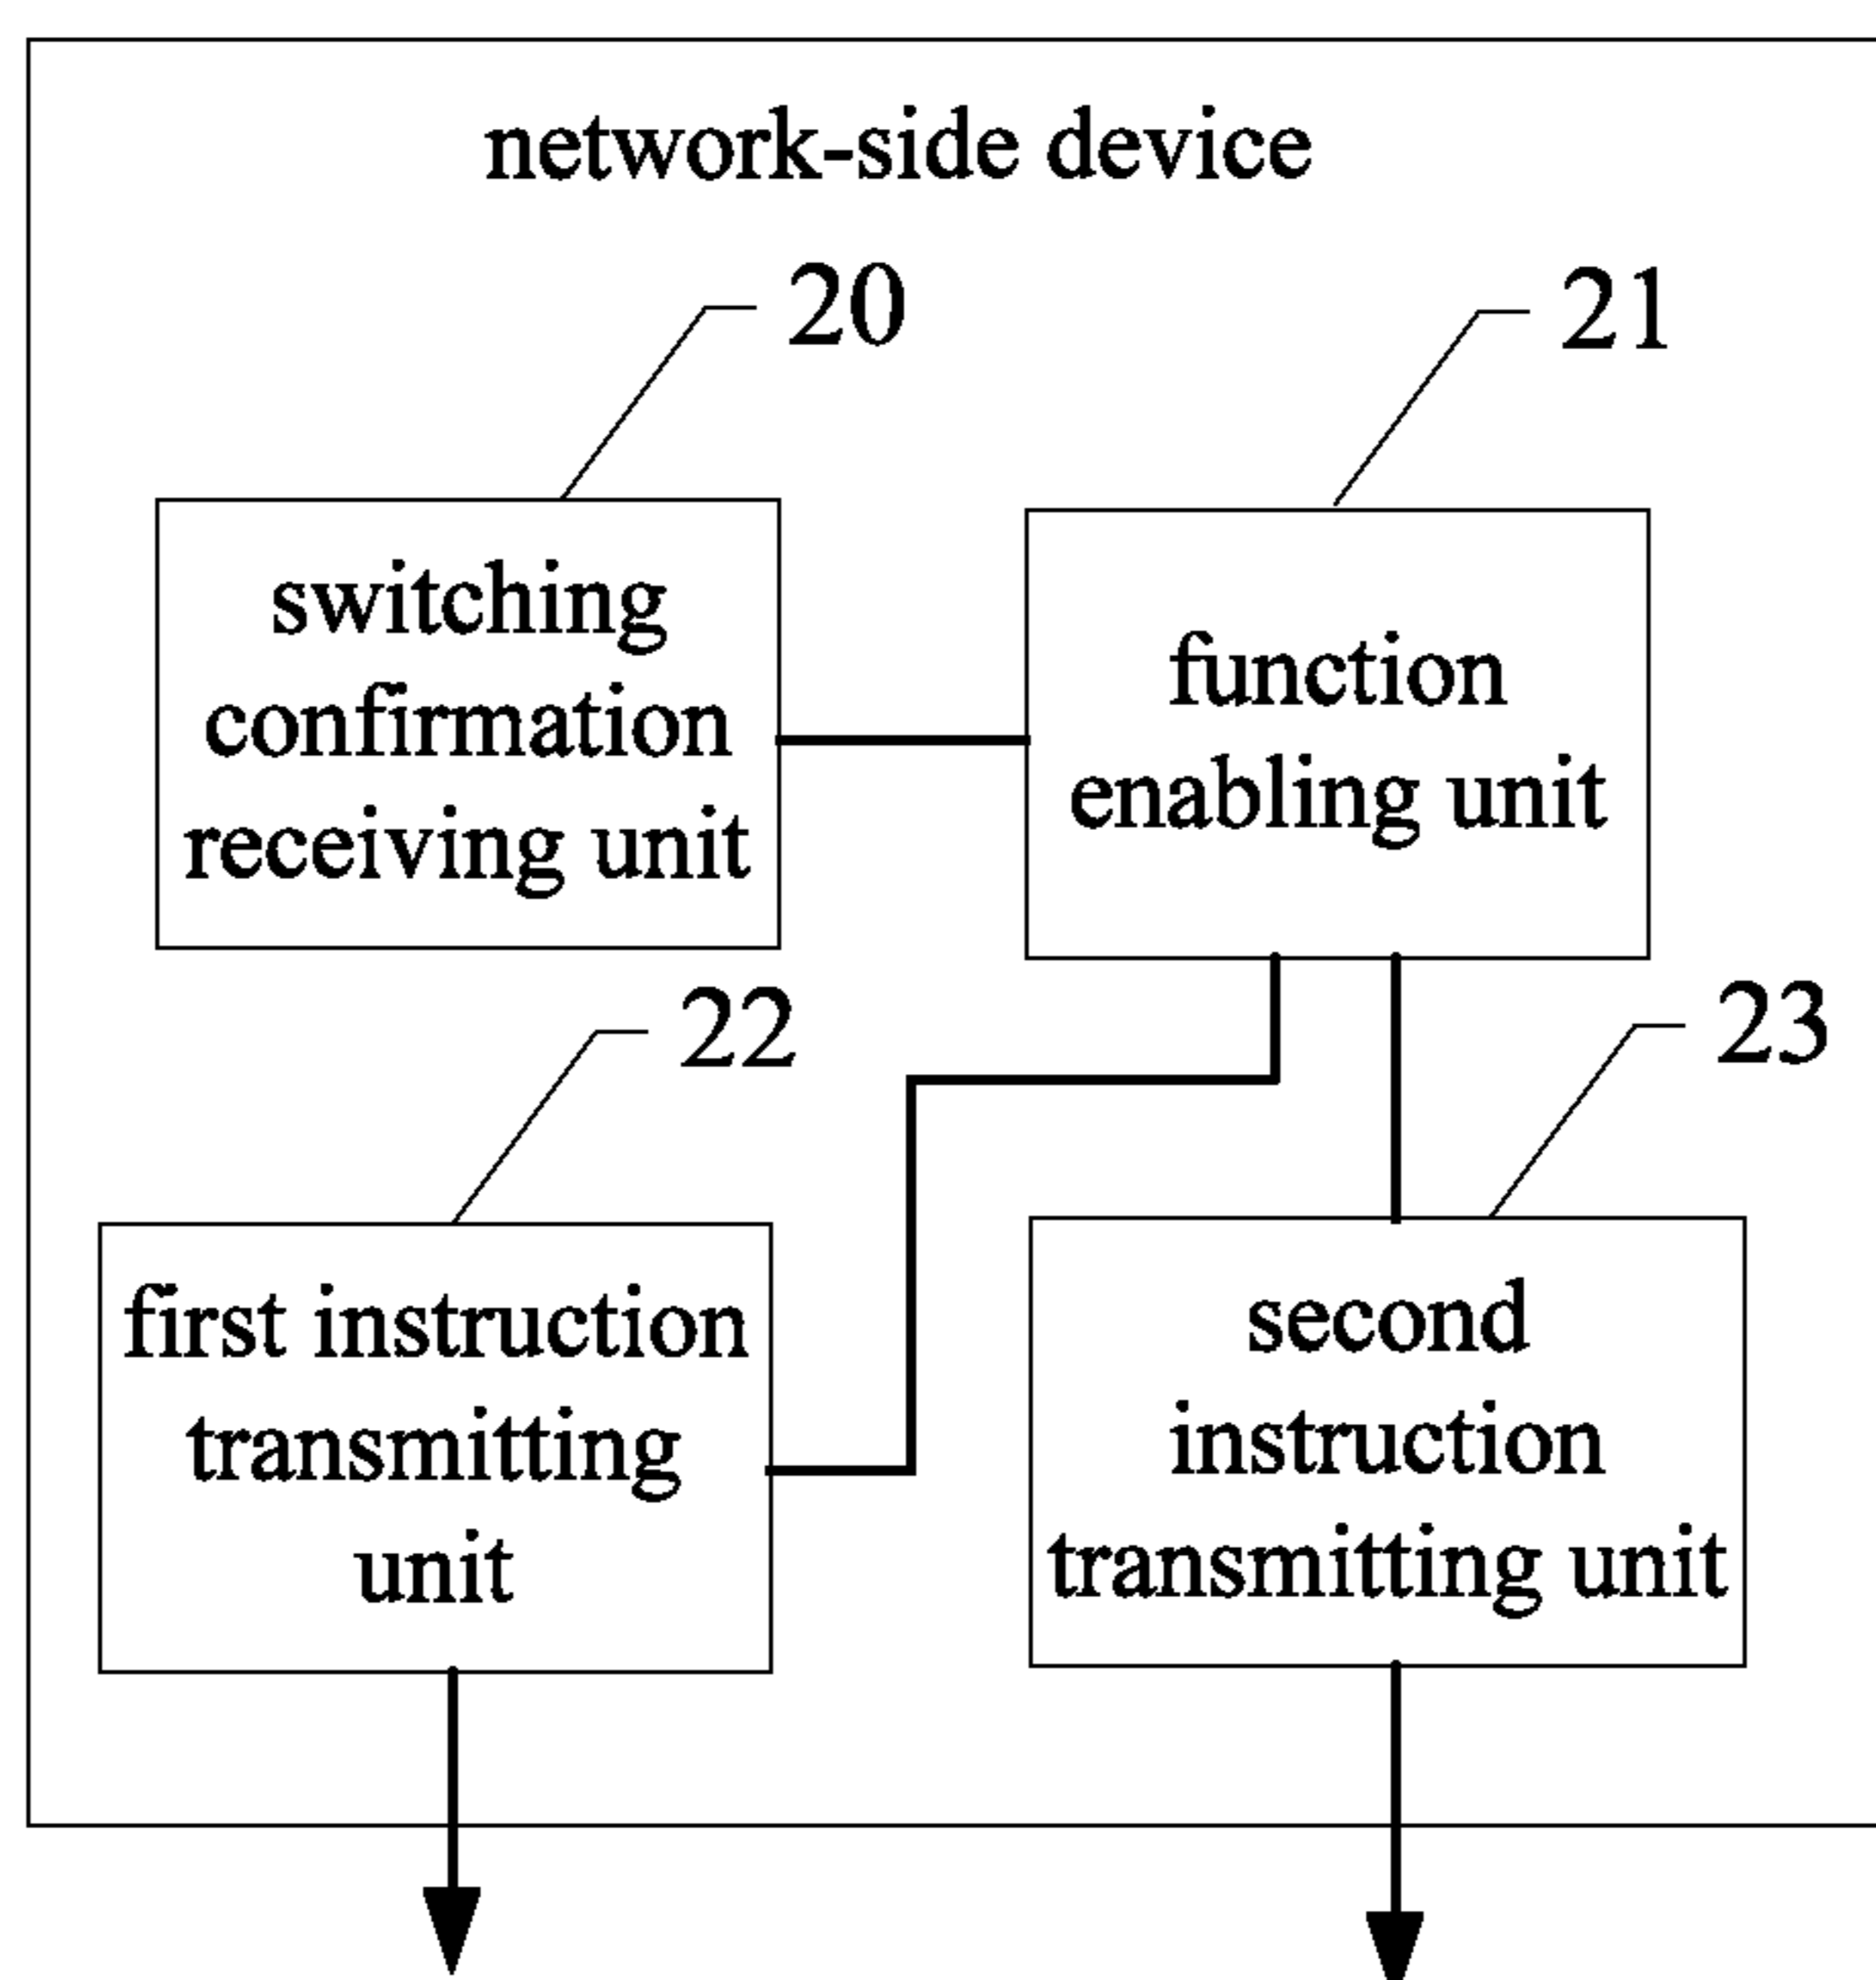 network-side device
20
21
switching
confirmation
receiving unit
function
enabling unit
22
23
first instruction
transmitting
unit
second
instruction
transmitting unit